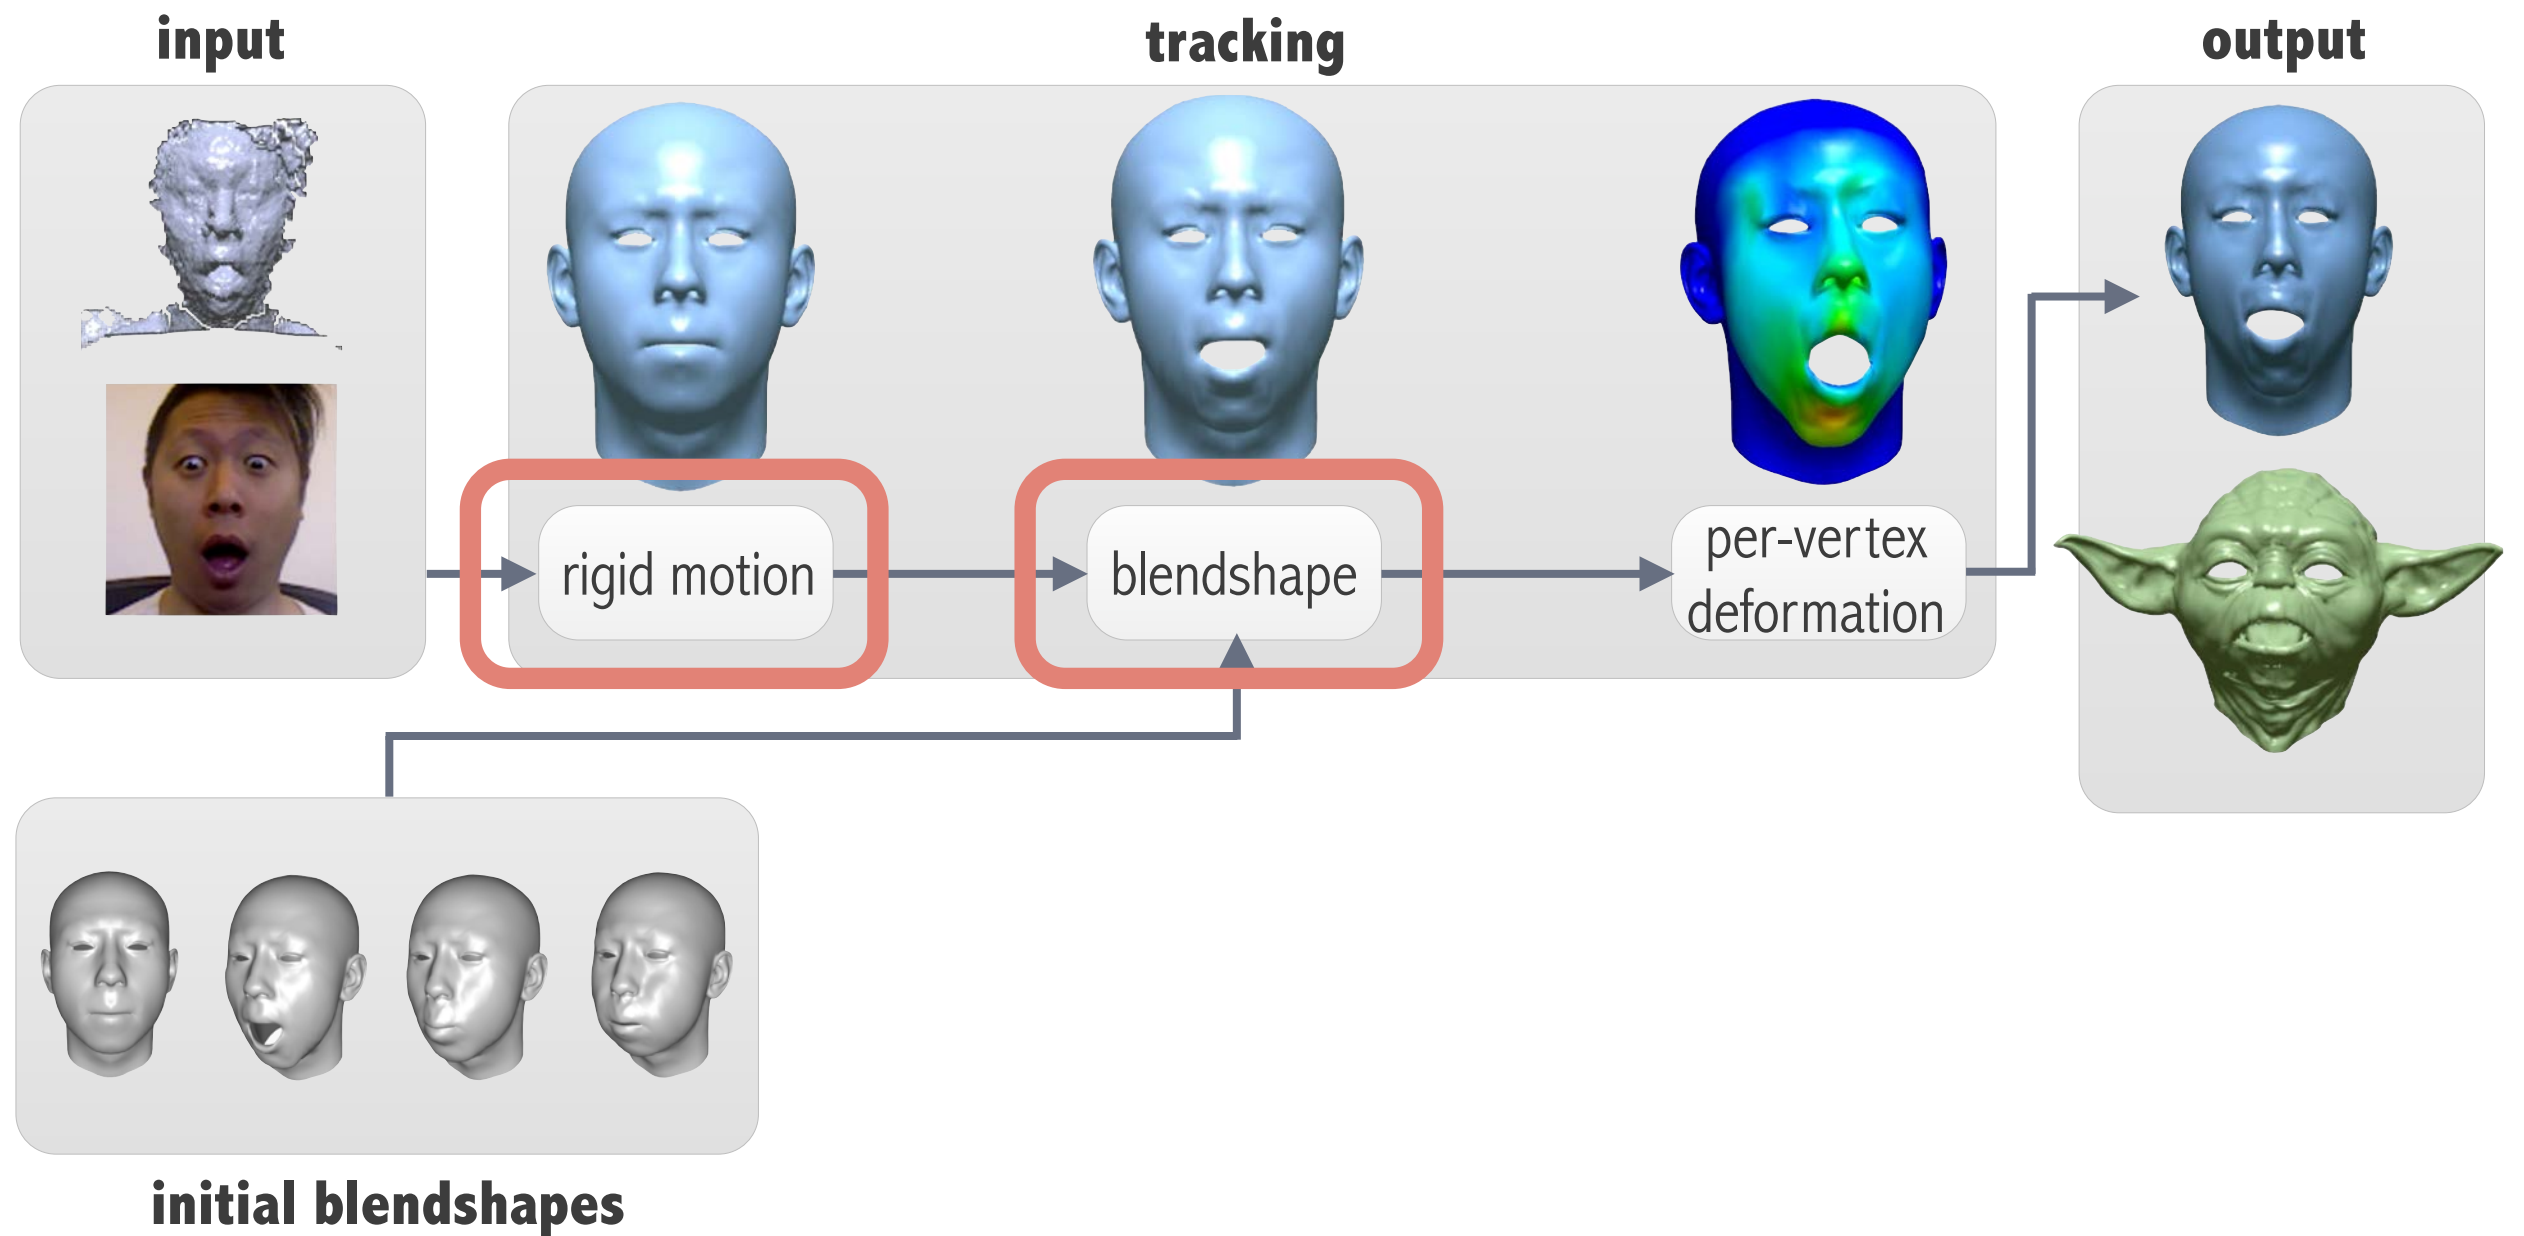 input
tracking
output
rigid motion
blendshape
per-vertex
deformation
initial blendshapes